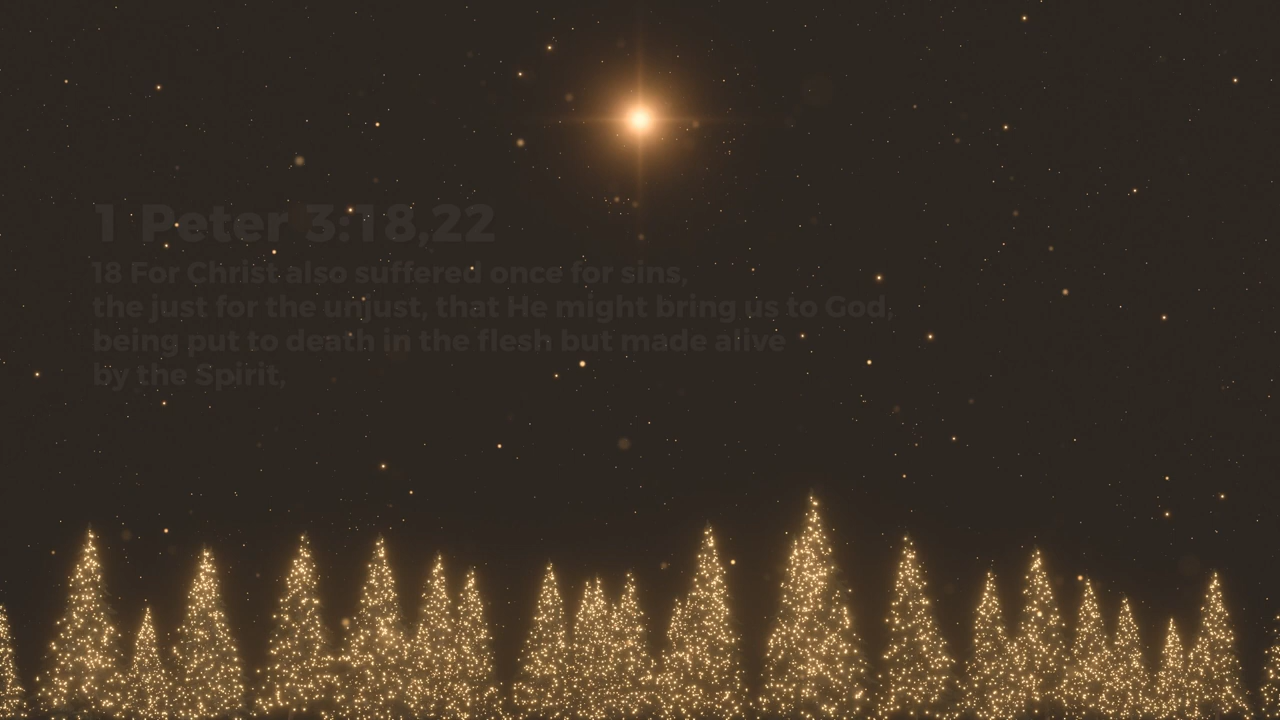 1 Peter 3:18,22
18 For Christ also suffered once for sins,
the just for the unjust, that He might bring us to God,
being put to death in the flesh but made alive
by the Spirit,